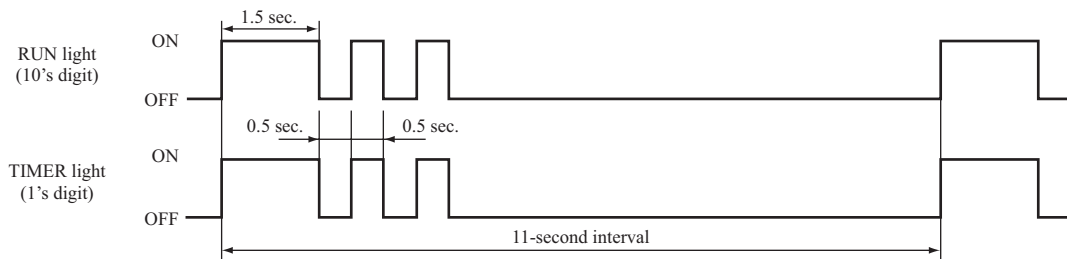 1.5 sec.
ON
RUN light
(10’s digit)
OFF
0.5 sec.
0.5 sec.
ON
TIMER light
(1’s digit)
OFF
11-second interval